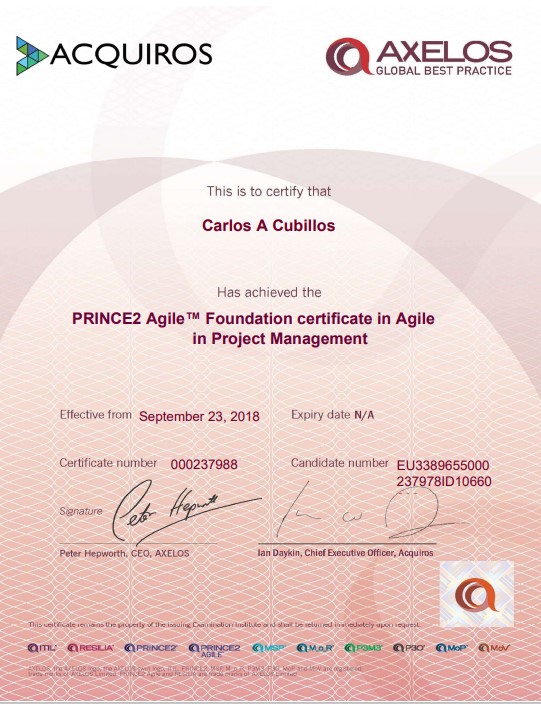 ACQUIROS
AXELOS
GLOBAL BEST PRACTICE
This is to certify that
Carlos A Cubillos
Has achieved the
PRINCE2 Agile™ Foundation certificate in Agile
in Project Management
Effective from September 23, 2018 Expiry date N/A
Certificate number 000237988 Candidate number EU3389655000
237978ID10660
Signature Peter Hepworth
Peter Hepworth, CEO, AXELOS Ian Daykin, Chief Executive Officer, Acquiros
This certificate remains the property of the issuing Examination Institute and shall be returned immediately upon request.
ITIL® RESILIA® PRINCE2® PRINCE2 AGILE® MSP® M_o_R® P3M3® P3O® MoP® MoV®
AXELOS, the AXELOS logo, the AXELOS swirl logo, ITIL, PRINCE2, MSP, M_o_R, P3M3, P3O, MoP and MoV are registered
trade marks of AXELOS Limited. PRINCE2 Agile and RESILIA are trade marks of AXELOS Limited.